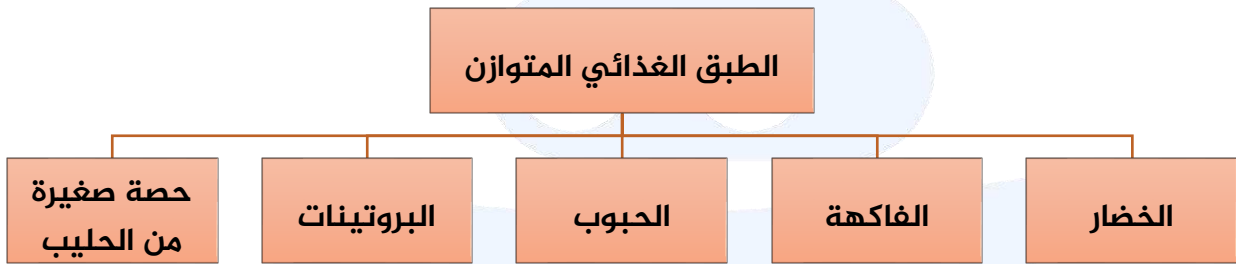 الطبق الغذائي المتوازن
الخضار
الفاكهة
الحبوب
البروتينات
حصة صغيرة
من الحليب